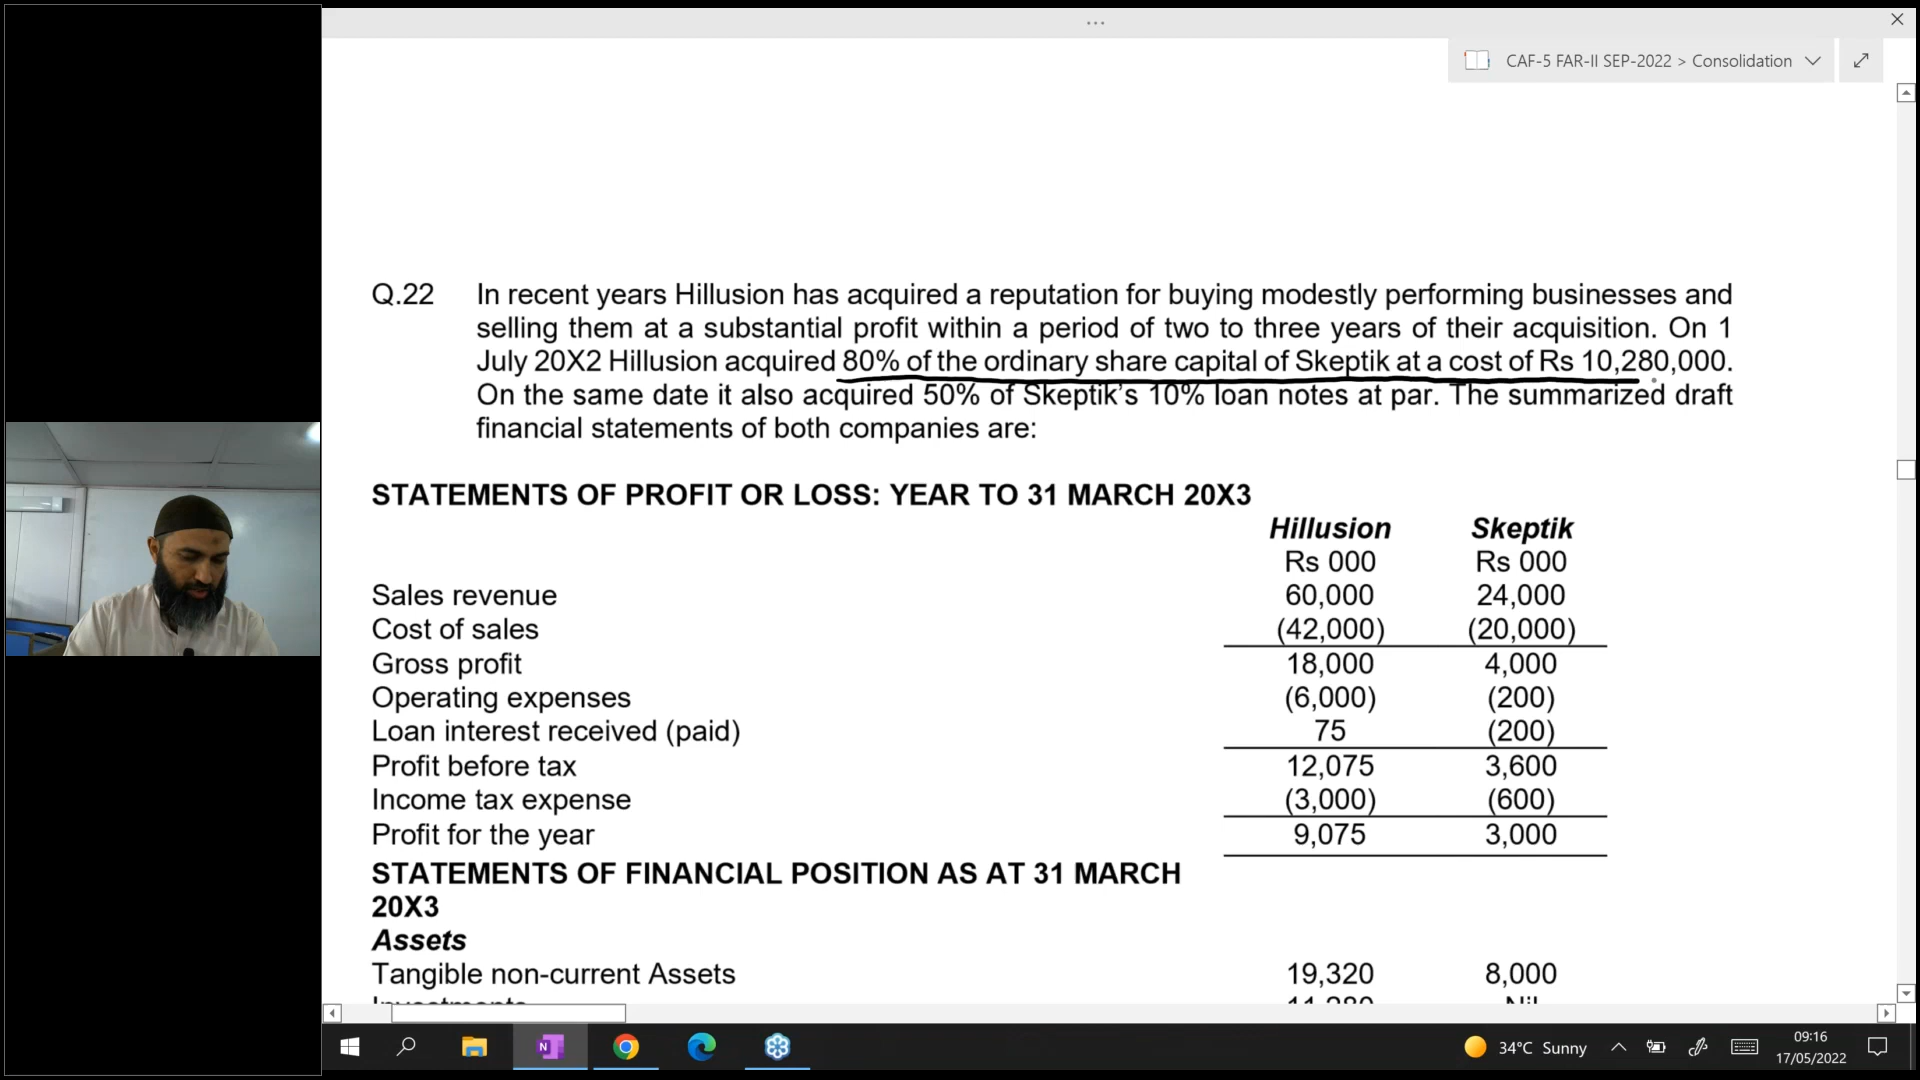 ...
CAF-5 FAR-II SEP-2022 > Consolidation
Q.22 In recent years Hillusion has acquired a reputation for buying modestly performing businesses and
selling them at a substantial profit within a period of two to three years of their acquisition. On 1
July 20X2 Hillusion acquired 80% of the ordinary share capital of Skeptik at a cost of Rs 10,280,000.
On the same date it also acquired 50% of Skeptik's 10% loan notes at par. The summarized draft
financial statements of both companies are:
STATEMENTS OF PROFIT OR LOSS: YEAR TO 31 MARCH 20X3
Hillusion Skeptik
Rs 000 Rs 000
Sales revenue 60,000 24,000
Cost of sales (42,000) (20,000)
Gross profit 18,000 4,000
Operating expenses (6,000) (200)
Loan interest received (paid) 75 (200)
Profit before tax 12,075 3,600
Income tax expense (3,000) (600)
Profit for the year 9,075 3,000
STATEMENTS OF FINANCIAL POSITION AS AT 31 MARCH
20X3
Assets
Tangible non-current Assets 19,320 8,000
Investments 11,280 Nil
34°C Sunny
09:16
17/05/2022